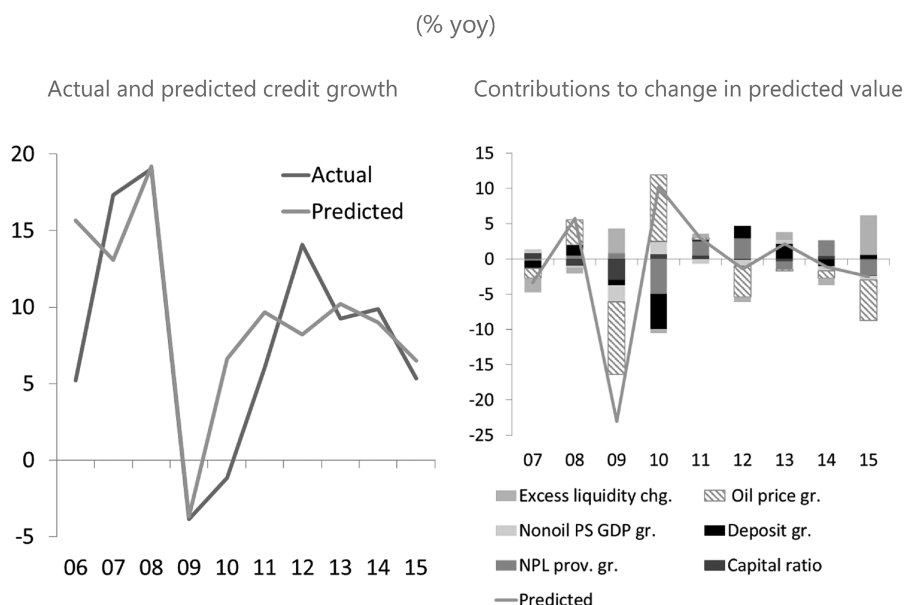 (% yoy)
Actual and predicted credit growth
20
15
10
5
0
-5
06 07 08 09 10 11 12 13 14 15
Actual
Predicted
Contributions to change in predicted value
15
10
5
0
-5
-10
-15
-20
-25
07 08 09 10 11 12 13 14 15
Excess liquidity chg. Oil price gr.
Nonoil PS GDP gr. Deposit gr.
NPL prov. gr. Capital ratio
Predicted